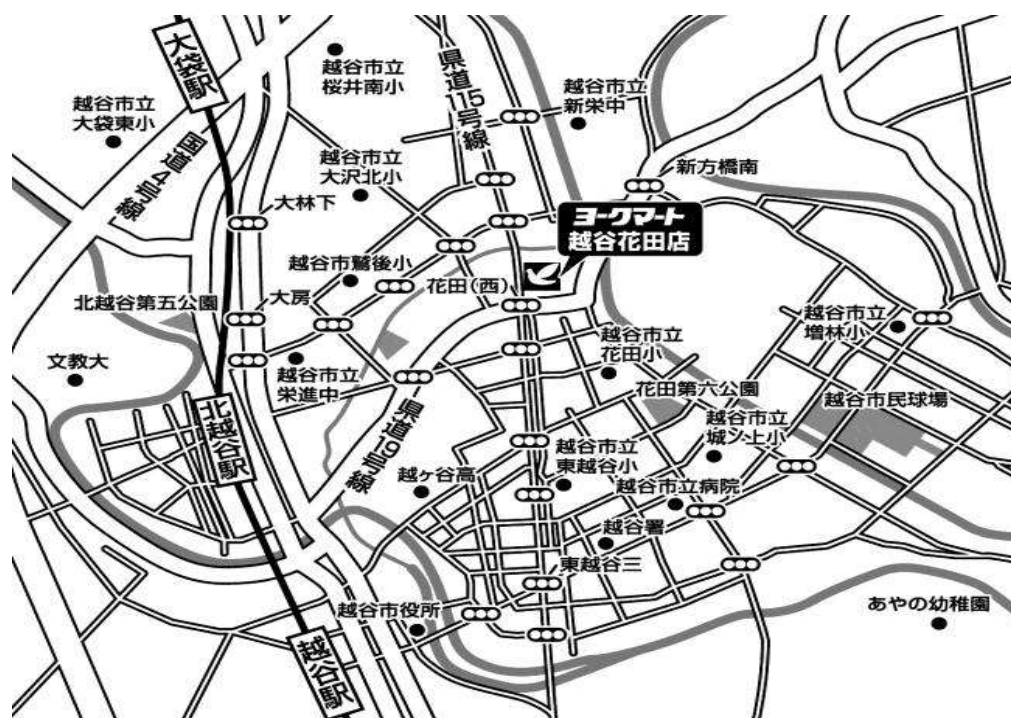 大袋駅
越谷市立
桜井南小
県道15号線
越谷市立
新栄中
越谷市立
大袋東小
国道4号線
越谷市立
大沢北小
新方橋南
大林下
ヨークマート
越谷花田店
越谷市鷺後小
花田(西)
北越谷第五公園
大房
越谷市立
増林小
越谷市立
花田小
文教大
越谷市立
栄進中
花田第六公園
越谷市民球場
北越谷駅
県道19号線
越谷市立
城ノ上小
越谷市立
東越谷小
越ヶ谷高
越谷市立病院
越谷署
東越谷三
越谷市役所
あやの幼稚園
越谷駅